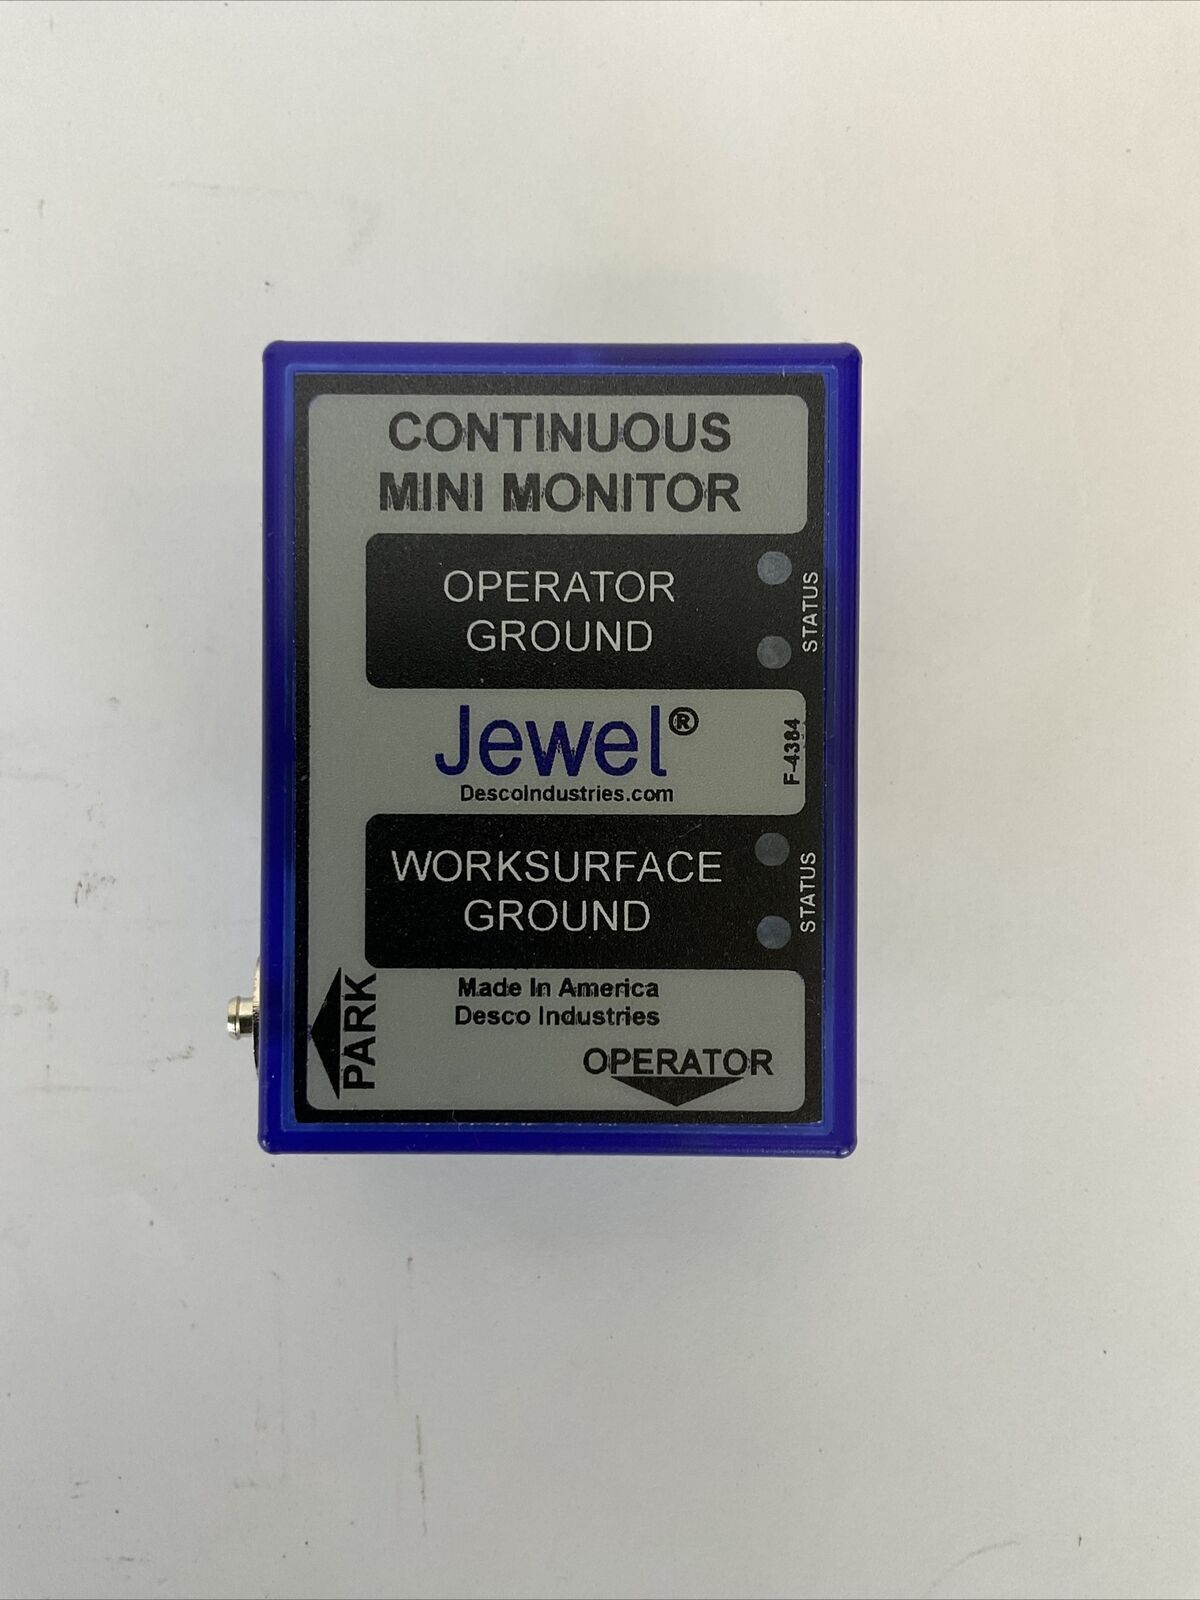 CONTINUOUS
MINI MONITOR
OPERATOR
GROUND
STATUS
Jewel®
DescoIndustries.com
F-4384
WORKSURFACE
GROUND
STATUS
Made In America
Desco Industries
PARK
OPERATOR